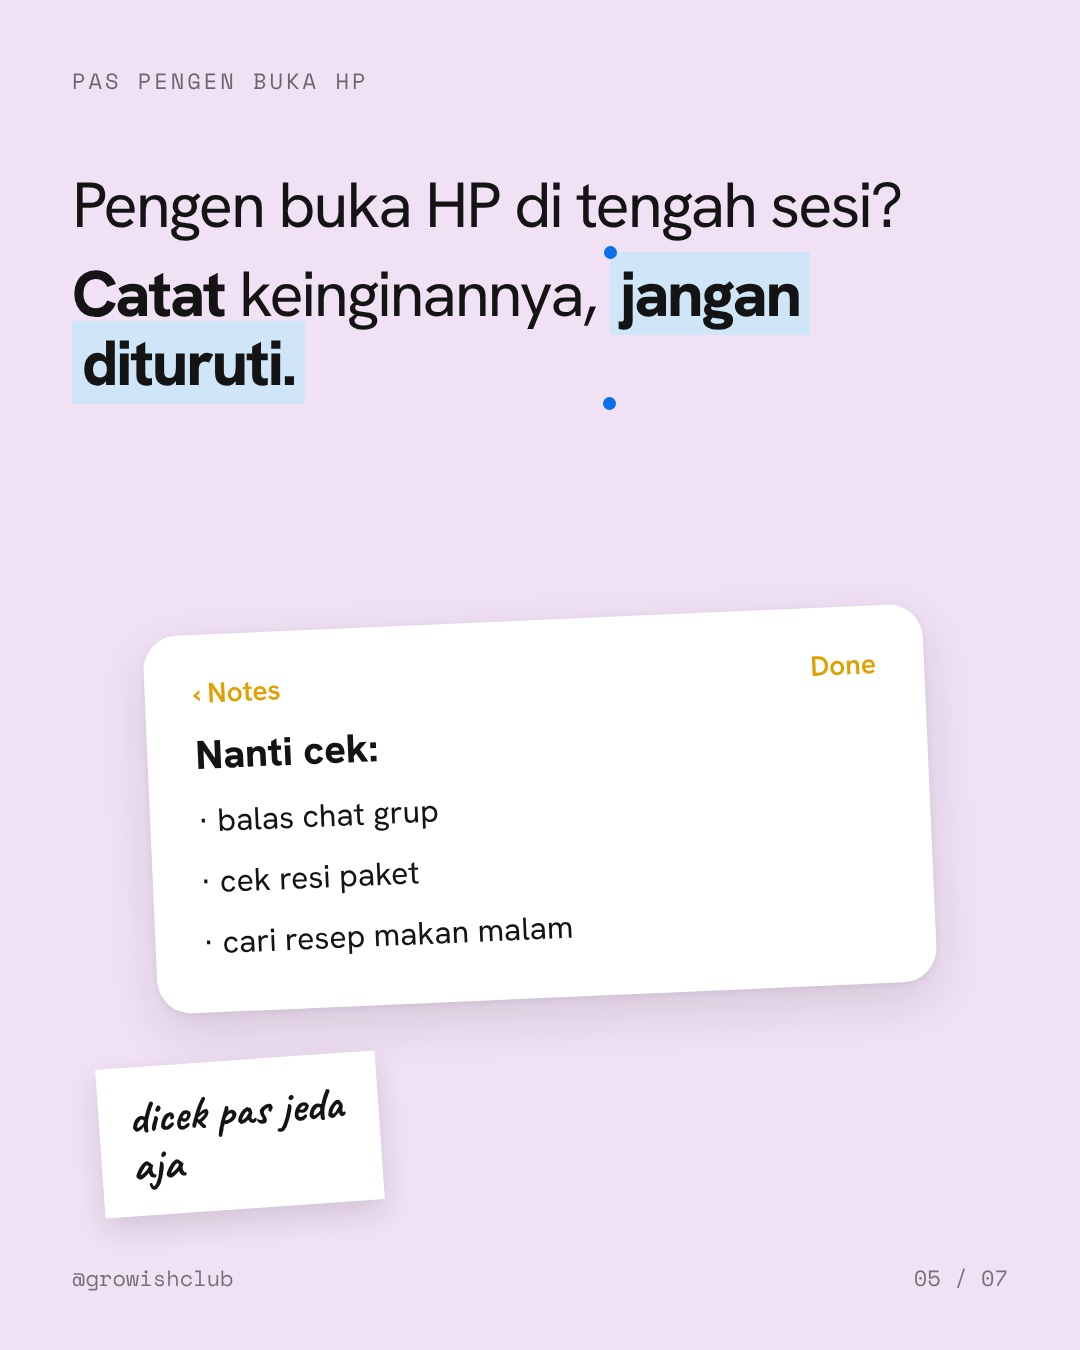 PAS PENGEN BUKA HP
Pengen buka HP di tengah sesi?
Catat keinginannya, jangan
dituruti.
‹ Notes
Done
Nanti cek:
· balas chat grup
· cek resi paket
· cari resep makan malam
dicek pas jeda
aja
@growishclub
05 / 07